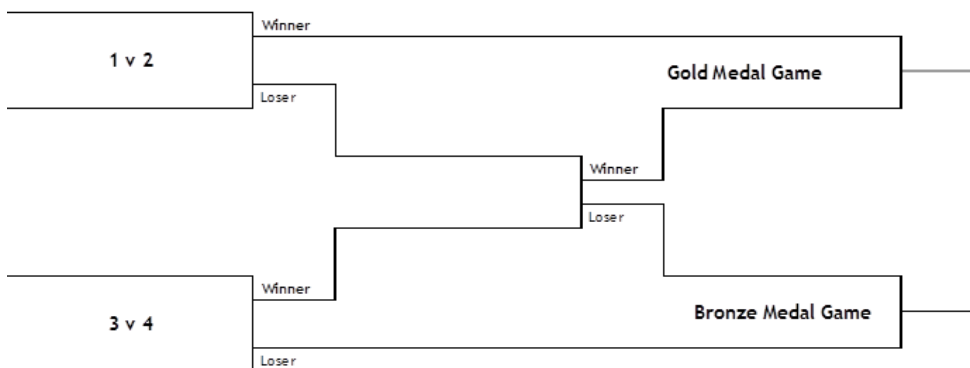 Winner
1 v 2
Gold Medal Game
Loser
Winner
Loser
Winner
3 v 4
Bronze Medal Game
Loser